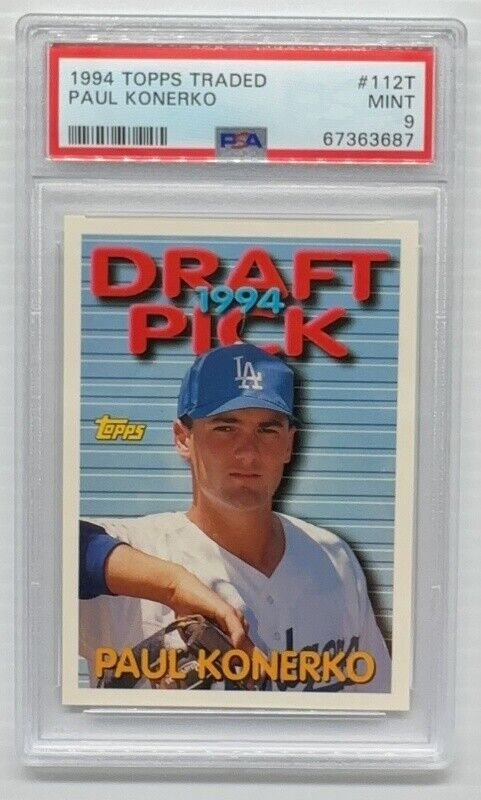 1994 TOPPS TRADED #112T
PAUL KONERKO MINT
9
PSA 67363687
DRAFT
1994
PICK
LA
topps
PAUL KONERKO